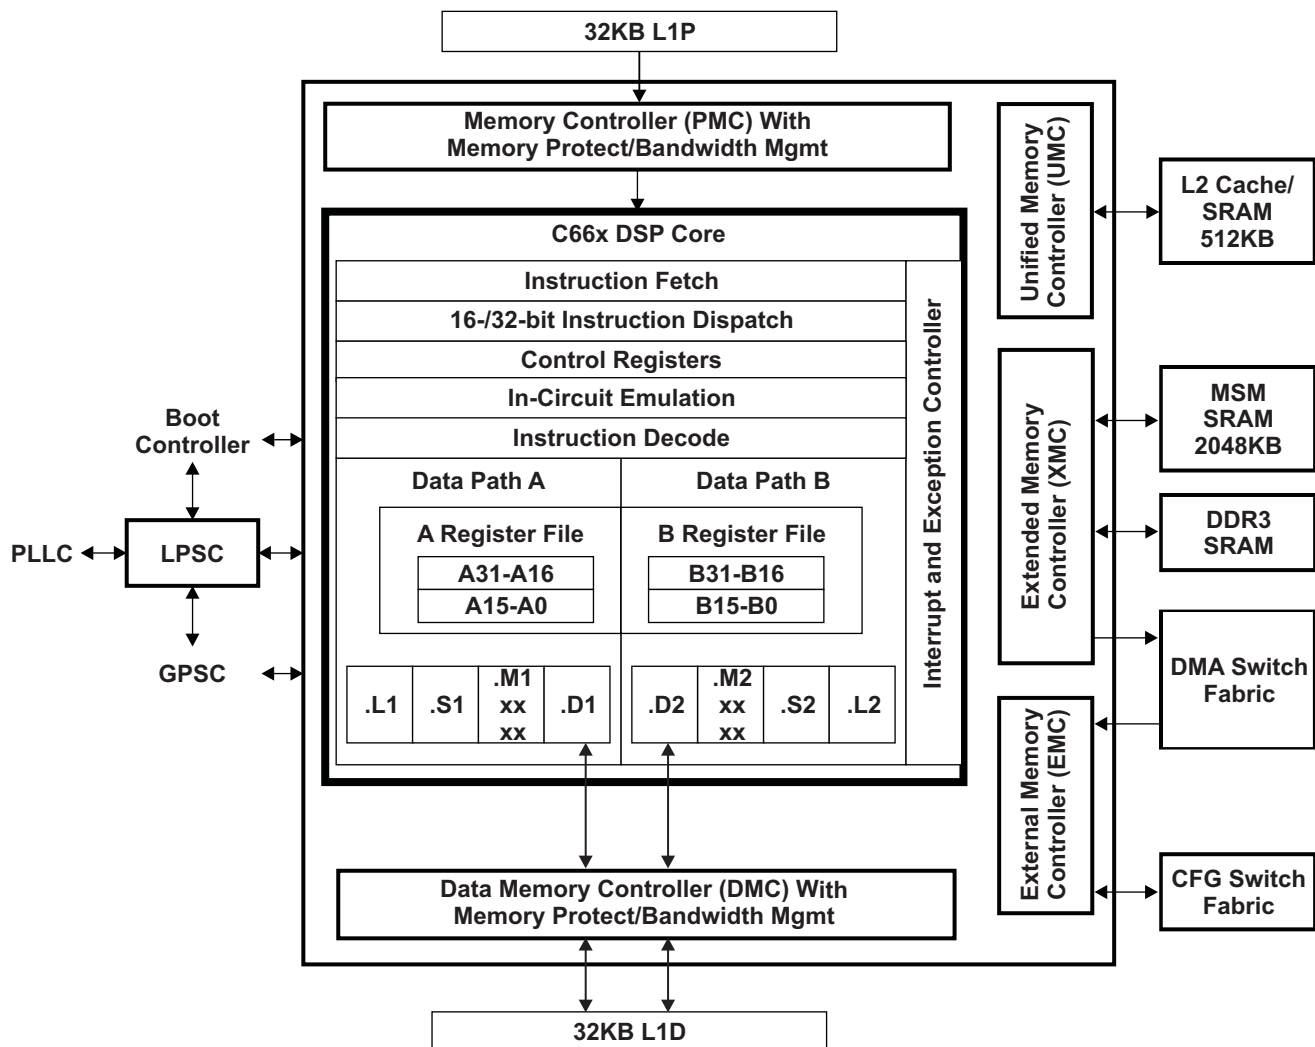 32KB L1P
Memory Controller (PMC) With
Memory Protect/Bandwidth Mgmt
C66x DSP Core
Instruction Fetch
16-/32-bit Instruction Dispatch
Control Registers
In-Circuit Emulation
Instruction Decode
Data Path A
Data Path B
A Register File
B Register File
A31-A16
B31-B16
A15-A0
B15-B0
.L1
.S1
.M1
xx
xx
.D1
.D2
.M2
xx
xx
.S2
.L2
Interrupt and Exception Controller
Data Memory Controller (DMC) With
Memory Protect/Bandwidth Mgmt
32KB L1D
Boot
Controller
PLLC
LPSC
GPSC
Unified Memory
Controller (UMC)
Extended Memory
Controller (XMC)
External Memory
Controller (EMC)
L2 Cache/
SRAM
512KB
MSM
SRAM
2048KB
DDR3
SRAM
DMA Switch
Fabric
CFG Switch
Fabric